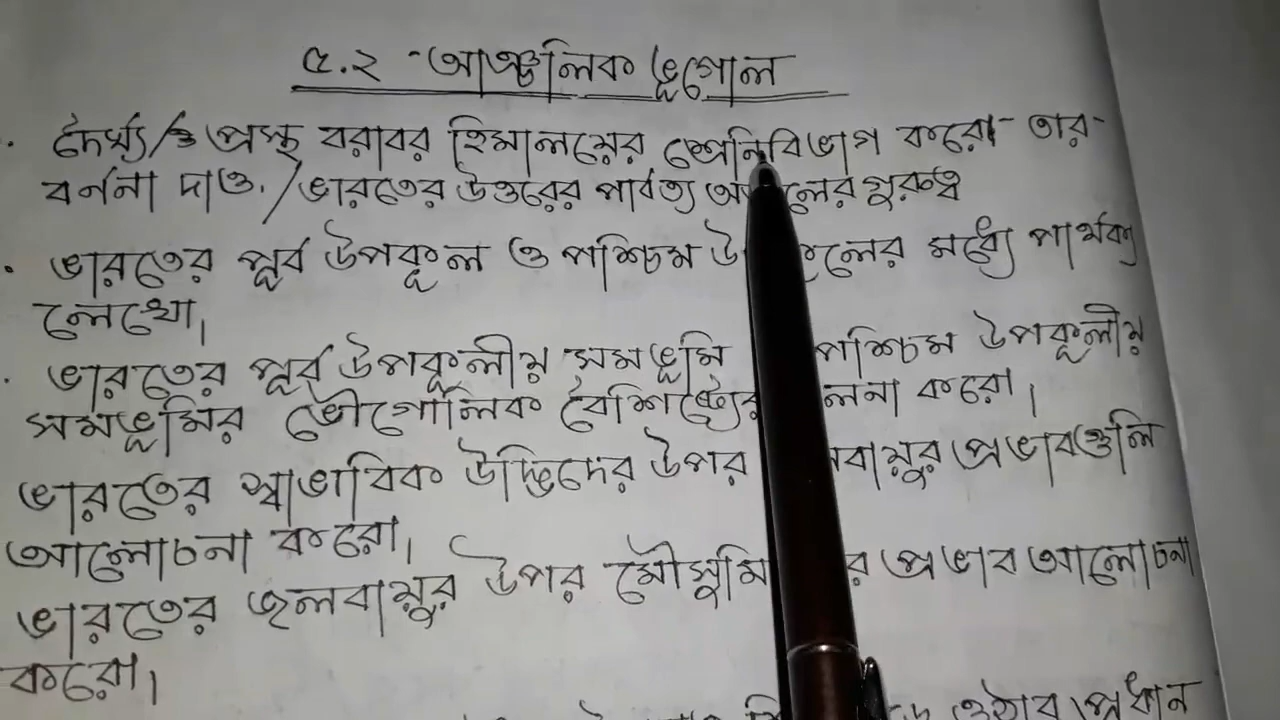 ৫.২ আঞ্চলিক ভূগোল
দৈর্ঘ্য/ও প্রস্থ বরাবর হিমালয়ের শ্রেনিবিভাগ করো তার
বর্ননা দাও. / ভারতের উত্তরের পার্বত্য গুরুত্ব
ভারতের পূর্ব উপকূল ও পশ্চিম মধ্যে পার্থক্য
লেখো।
ভারতের পূর্ব উপকূলীয় সমভূমি পশ্চিম উপকূলীয়
সমভূমির ভৌগোলিক বৈশিষ্ট্যের করো।
ভারতের স্বাভাবিক উদ্ভিদের উপর প্রভাবগুলি
আলোচনা করো।
ভারতের জলবায়ুর উপর মৌসুমি প্রভাব আলোচনা
করো।
প্রধান